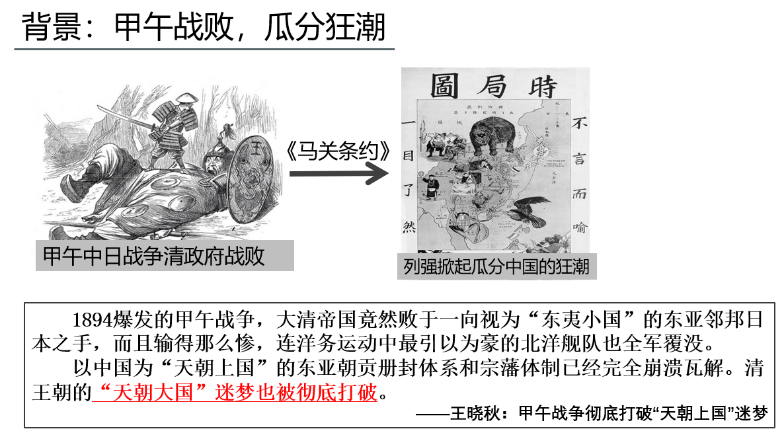 背景：甲午战败，瓜分狂潮
《马关条约》
甲午中日战争清政府战败
王
圖局時
一目了然
不言而喻
列强掀起瓜分中国的狂潮
1894爆发的甲午战争，大清帝国竟然败于一向视为“东夷小国”的东亚邻邦日
本之手，而且输得那么惨，连洋务运动中最引以为豪的北洋舰队也全军覆没。
以中国为“天朝上国”的东亚朝贡册封体系和宗藩体制已经完全崩溃瓦解。清
王朝的“天朝大国”迷梦也被彻底打破。
——王晓秋：甲午战争彻底打破“天朝上国”迷梦